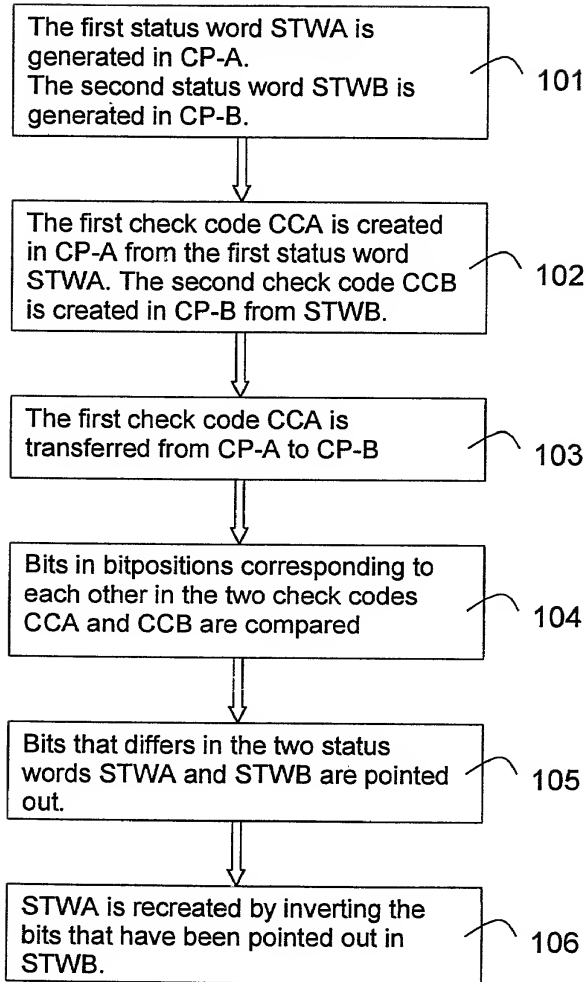 The first status word STWA is
generated in CP-A.
The second status word STWB is
generated in CP-B.
101
The first check code CCA is created
in CP-A from the first status word
STWA. The second check code CCB
is created in CP-B from STWB.
102
The first check code CCA is
transferred from CP-A to CP-B
103
Bits in bitpositions corresponding to
each other in the two check codes
CCA and CCB are compared
104
Bits that differs in the two status
words STWA and STWB are pointed
out.
105
STWA is recreated by inverting the
bits that have been pointed out in
STWB.
106